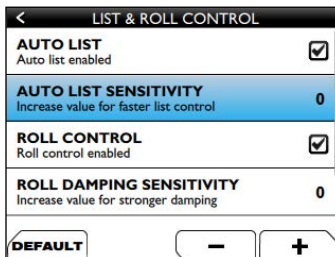 < LIST & ROLL CONTROL
AUTO LIST
Auto list enabled
AUTO LIST SENSITIVITY 0
Increase value for faster list control
ROLL CONTROL
Roll control enabled
ROLL DAMPING SENSITIVITY 0
Increase value for stronger damping
DEFAULT - +